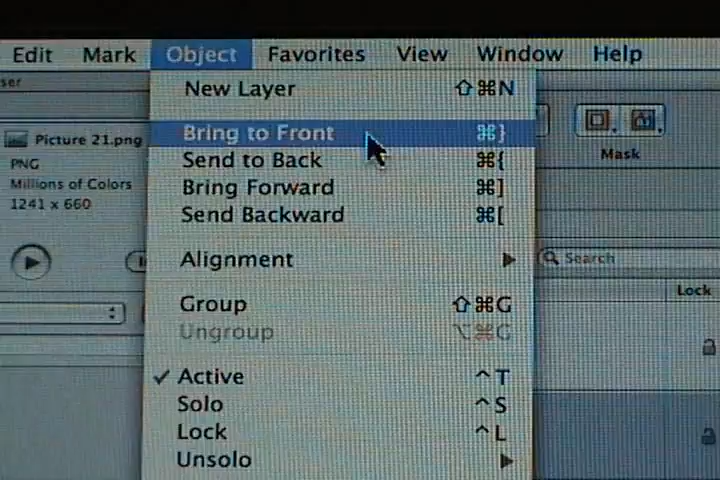 Edit Mark Object Favorites View Window Help
ser
New Layer ⇧⌘N
Picture 21.png
Bring to Front ⌘}
Mask
PNG
Send to Back ⌘{
Millions of Colors
Bring Forward ⌘]
1241 x 660
Send Backward ⌘[
Alignment
Search
Lock
Group ⇧⌘G
Ungroup ⌥⌘G
✓ Active ^T
Solo ^S
Lock ^L
Unsolo